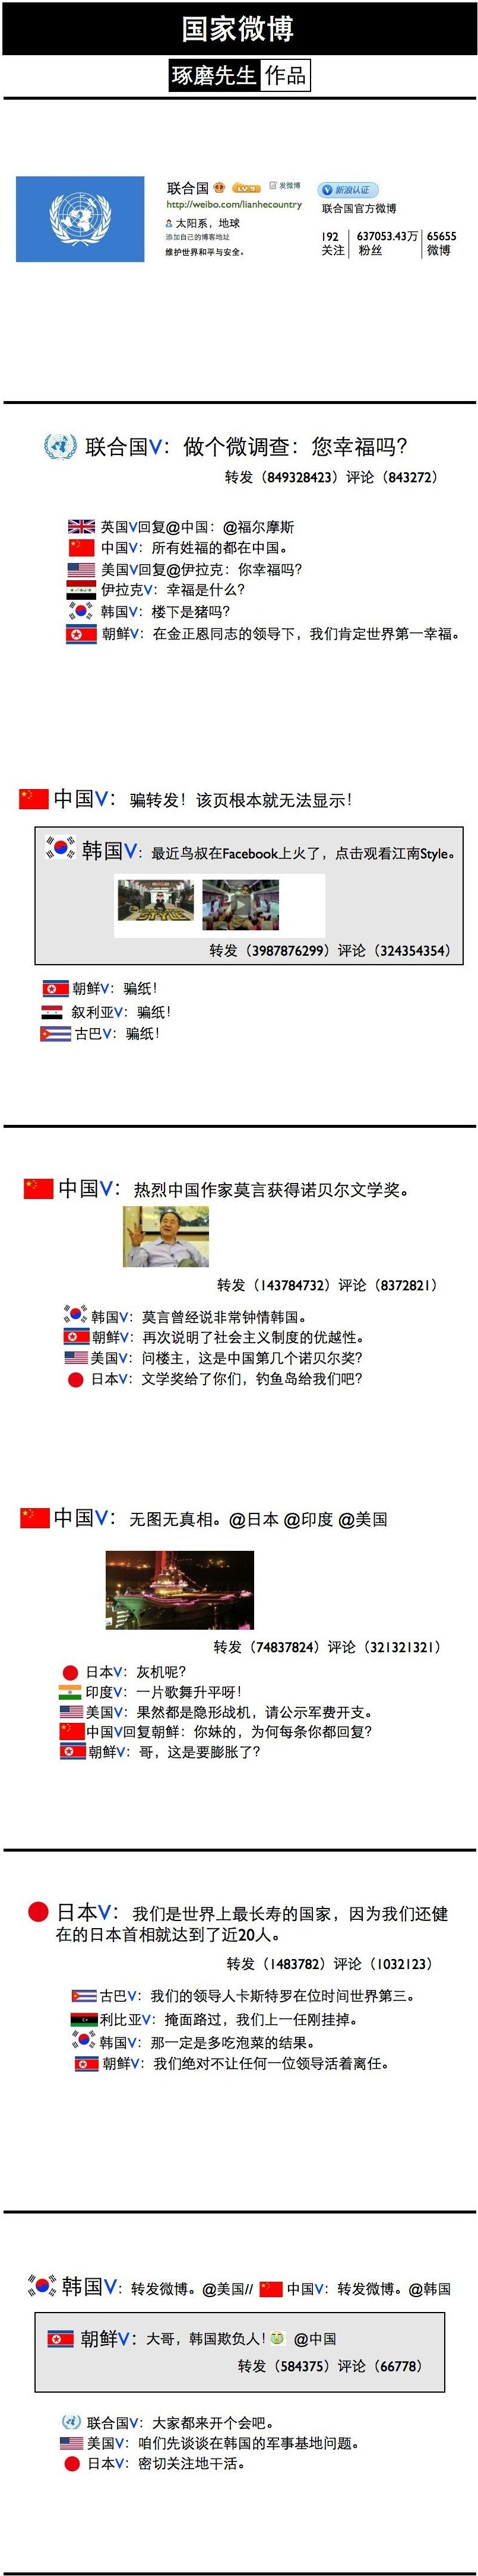 国家微博
琢磨先生 作品
联合国 LV 9 发微博
http://weibo.com/lianhecountry
太阳系，地球
添加自己的博客地址
维护世界和平与安全。
V 新浪认证
联合国官方微博
192 637053.43万 65655
关注 粉丝 微博
联合国V：做个微调查：您幸福吗？
转发（849328423）评论（843272）
英国V回复@中国：@福尔摩斯
中国V：所有姓福的都在中国。
美国V回复@伊拉克：你幸福吗？
伊拉克V：幸福是什么？
韩国V：楼下是猪吗？
朝鲜V：在金正恩同志的领导下，我们肯定世界第一幸福。
中国V：骗转发！该页根本就无法显示！
韩国V：最近鸟叔在Facebook上火了，点击观看江南Style。
STYLE
转发（3987876299）评论（324354354）
朝鲜V：骗纸！
叙利亚V：骗纸！
古巴V：骗纸！
中国V：热烈中国作家莫言获得诺贝尔文学奖。
转发（143784732）评论（8372821）
韩国V：莫言曾经说非常钟情韩国。
朝鲜V：再次说明了社会主义制度的优越性。
美国V：问楼主，这是中国第几个诺贝尔奖？
日本V：文学奖给了你们，钓鱼岛给我们吧？
中国V：无图无真相。@日本 @印度 @美国
转发（74837824）评论（321321321）
日本V：灰机呢？
印度V：一片歌舞升平呀！
美国V：果然都是隐形战机，请公示军费开支。
中国V回复朝鲜：你妹的，为何每条你都回复？
朝鲜V：哥，这是要膨胀了？
日本V：我们是世界上最长寿的国家，因为我们还健
在的日本首相就达到了近20人。
转发（1483782）评论（1032123）
古巴V：我们的领导人卡斯特罗在位时间世界第三。
利比亚V：掩面路过，我们上一任刚挂掉。
韩国V：那一定是多吃泡菜的结果。
朝鲜V：我们绝对不让任何一位领导活着离任。
韩国V：转发微博。@美国// 中国V：转发微博。@韩国
朝鲜V：大哥，韩国欺负人！ @中国
转发（584375）评论（66778）
联合国V：大家都来开个会吧。
美国V：咱们先谈谈在韩国的军事基地问题。
日本V：密切关注地干活。